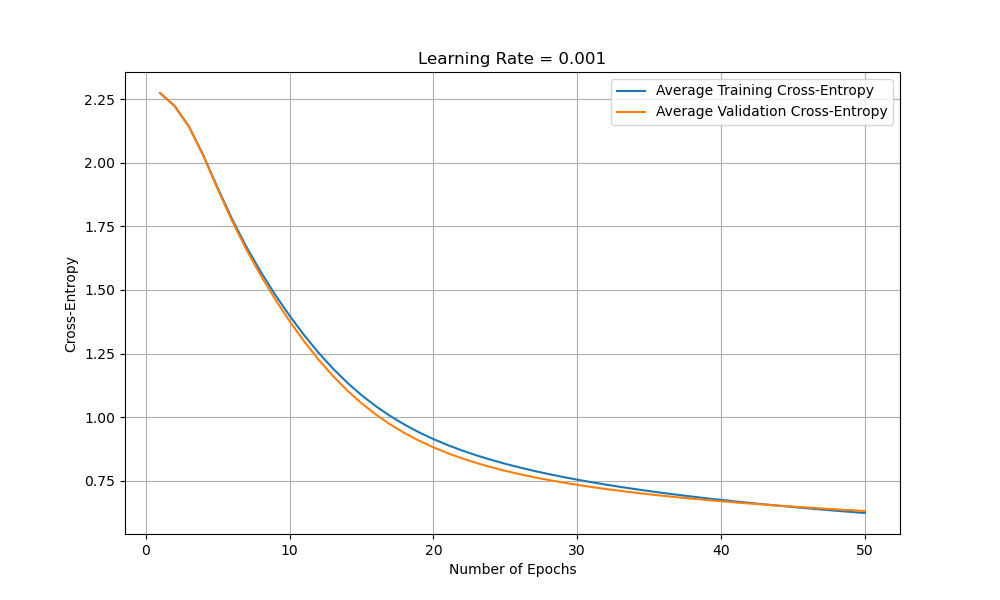 Learning Rate = 0.001
Average Training Cross-Entropy
Average Validation Cross-Entropy
Cross-Entropy
2.25
2.00
1.75
1.50
1.25
1.00
0.75
0
10
20
30
40
50
Number of Epochs